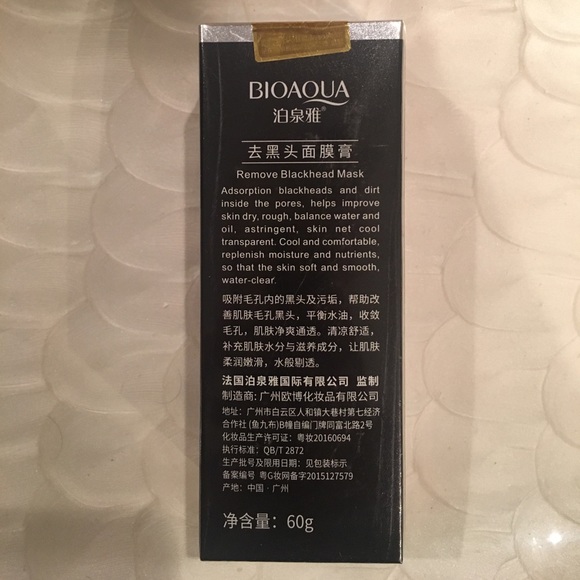 BIOAQUA
泊泉雅®
去黑头面膜膏
Remove Blackhead Mask
Adsorption blackheads and dirt
inside the pores, helps improve
skin dry, rough, balance water and
oil, astringent, skin net cool
transparent. Cool and comfortable,
replenish moisture and nutrients,
so that the skin soft and smooth,
water-clear.
吸附毛孔内的黑头及污垢，帮助改
善肌肤毛孔黑头，平衡水油，收敛
毛孔，肌肤净爽通透。清凉舒适，
补充肌肤水分与滋养成分，让肌肤
柔润嫩滑，水般剔透。
法国泊泉雅国际有限公司 监制
制造商：广州欧博化妆品有限公司
地址：广州市白云区人和镇大巷村第七经济
合作社 (鱼九布)B幢自编门牌同富北路2号
化妆品生产许可证：粤妆20160694
执行标准：QB/T 2872
生产批号及限用日期：见包装标示
备案编号 粤G妆网备字2015127579
产地：中国·广州
净含量：60g